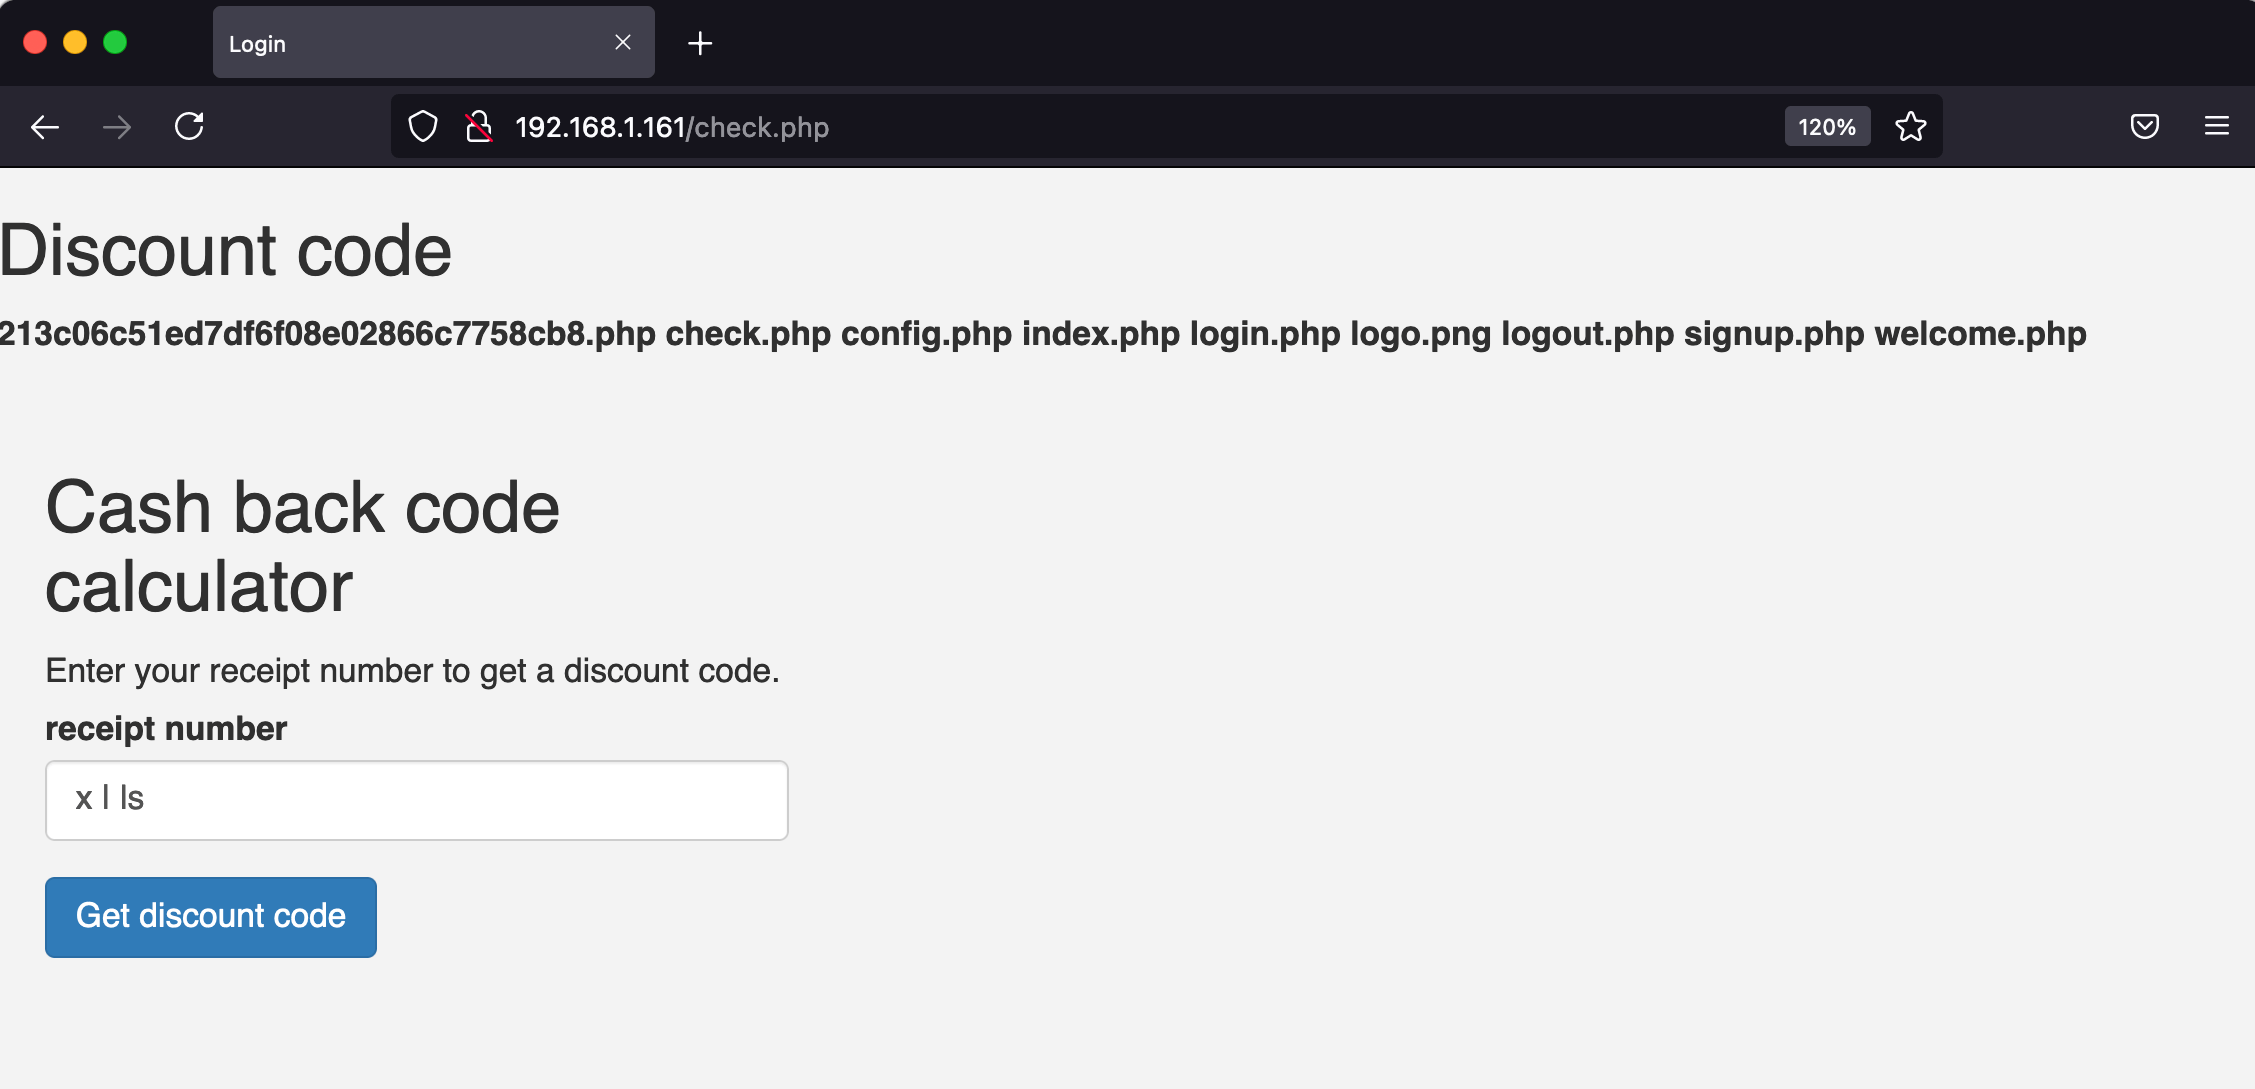 Login
192.168.1.161/check.php
120%
Discount code
213c06c51ed7df6f08e02866c7758cb8.php check.php config.php index.php login.php logo.png logout.php signup.php welcome.php
Cash back code
calculator
Enter your receipt number to get a discount code.
receipt number
x | ls
Get discount code